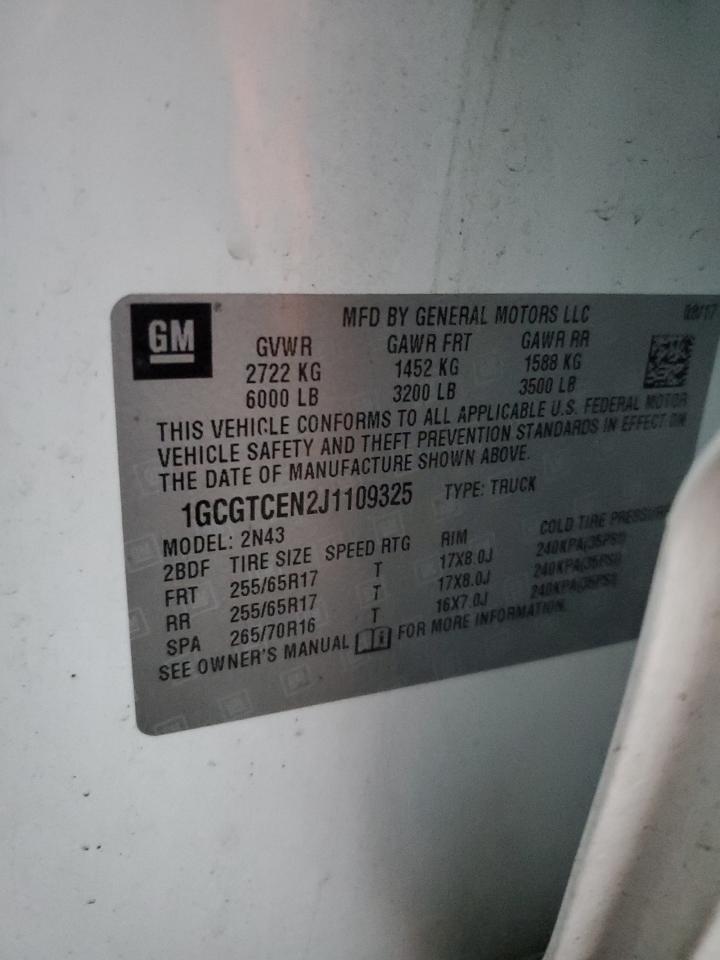 GM
MFD BY GENERAL MOTORS LLC
GVWR GAWR FRT GAWR RR
2722 KG 1452 KG 1588 KG
6000 LB 3200 LB 3500 LB
THIS VEHICLE CONFORMS TO ALL APPLICABLE U.S. FEDERAL MOTOR
VEHICLE SAFETY AND THEFT PREVENTION STANDARDS IN EFFECT ON
THE DATE OF MANUFACTURE SHOWN ABOVE.
1GCGTCEN2J1109325 TYPE: TRUCK
MODEL: 2N43
2BDF TIRE SIZE SPEED RTG RIM COLD TIRE PRESSURE
FRT 255/65R17 T 17X8.0J 240KPA(35PSI)
RR 255/65R17 T 17X8.0J 240KPA(35PSI)
SPA 265/70R16 T 16X7.0J 240KPA(35PSI)
SEE OWNER'S MANUAL FOR MORE INFORMATION.